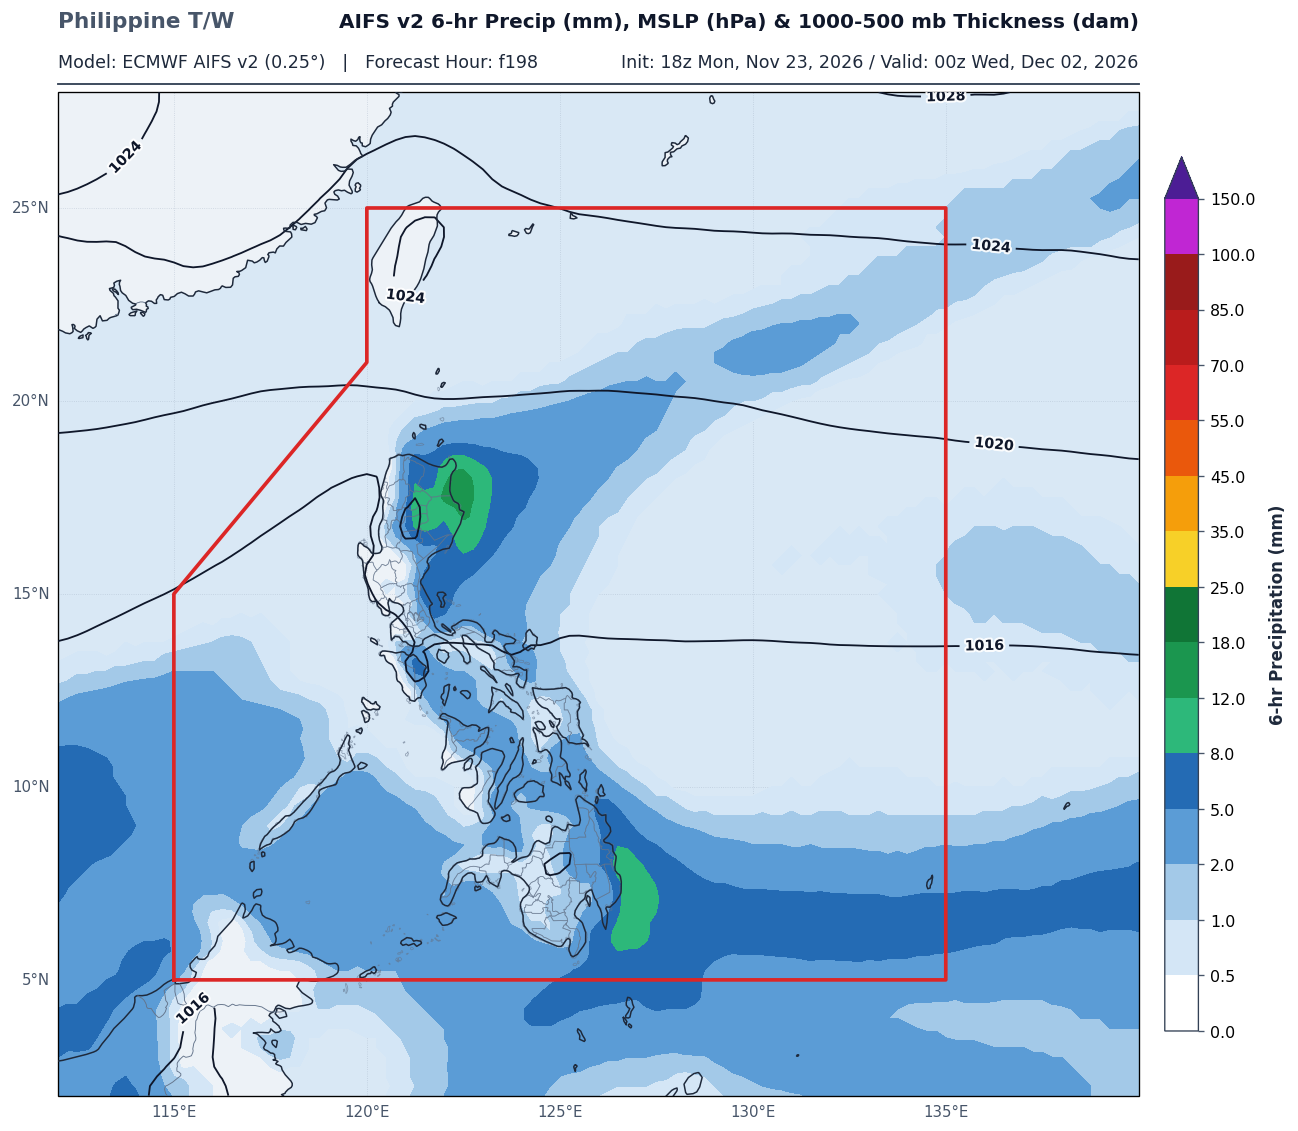 Philippine T/W
AIFS v2 6-hr Precip (mm), MSLP (hPa) & 1000-500 mb Thickness (dam)
Model: ECMWF AIFS v2 (0.25°) | Forecast Hour: f198
Init: 18z Mon, Nov 23, 2026 / Valid: 00z Wed, Dec 02, 2026
1028
1024
1024
1024
1020
1016
1016
25°N
20°N
15°N
10°N
5°N
115°E
120°E
125°E
130°E
135°E
150.0
100.0
85.0
70.0
55.0
45.0
35.0
25.0
18.0
12.0
8.0
5.0
2.0
1.0
0.5
0.0
6-hr Precipitation (mm)